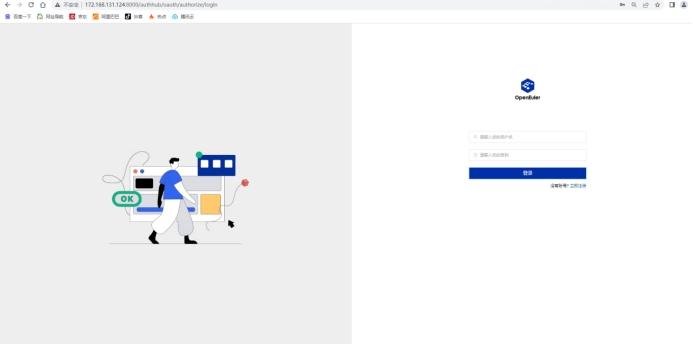 不安全 | 172.168.131.124:8000/authhub/oauth/authorize/login
百度一下 网址导航 京东 阿里巴巴 抖音 热点 腾讯云
OpenEuler
请输入您的用户名
请输入您的密码
登录
没有账号? 立即注册
OK